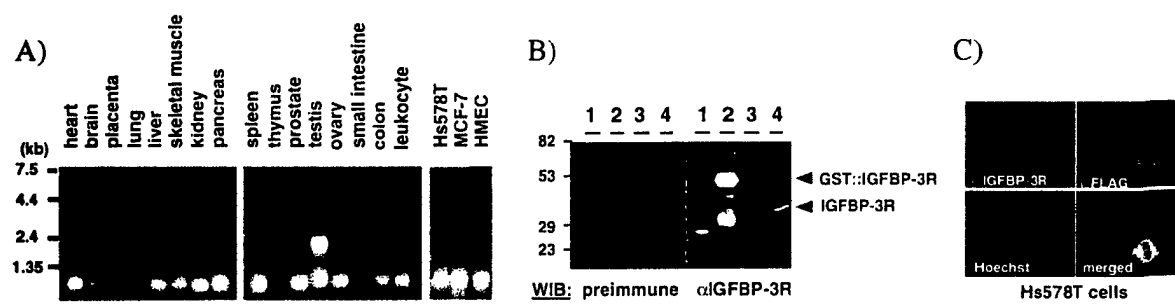 A)
heart
brain
placenta
lung
liver
skeletal muscle
kidney
pancreas
spleen
thymus
prostate
testis
ovary
small intestine
colon
leukocyte
Hs578T
MCF-7
HMEC
(kb)
7.5
4.4
2.4
1.35
B)
1 2 3 4 1 2 3 4
82
53
29
23
GST::IGFBP-3R
IGFBP-3R
WIB: preimmune αIGFBP-3R
C)
IGFBP-3R FLAG
Hoechst merged
Hs578T cells